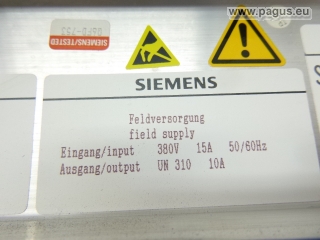 www.pagus.eu
SIEMENS/TESTED
SIEMENS
Feldversorgung
field supply
Eingang/input 380V 15A 50/60Hz
Ausgang/output UN 310 10A
S